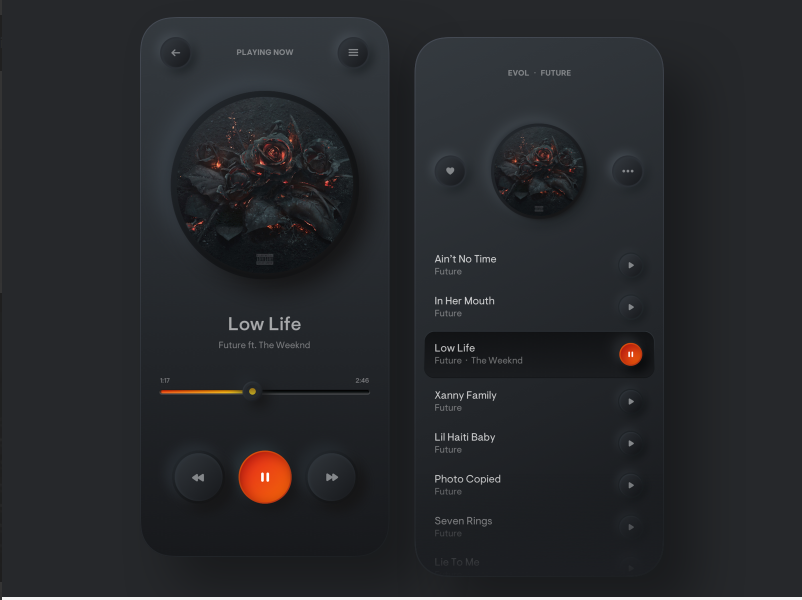 PLAYING NOW
Low Life
Future ft. The Weeknd
1:17
2:46
EVOL · FUTURE
Ain't No Time
Future
In Her Mouth
Future
Low Life
Future · The Weeknd
Xanny Family
Future
Lil Haiti Baby
Future
Photo Copied
Future
Seven Rings
Future
Lie To Me